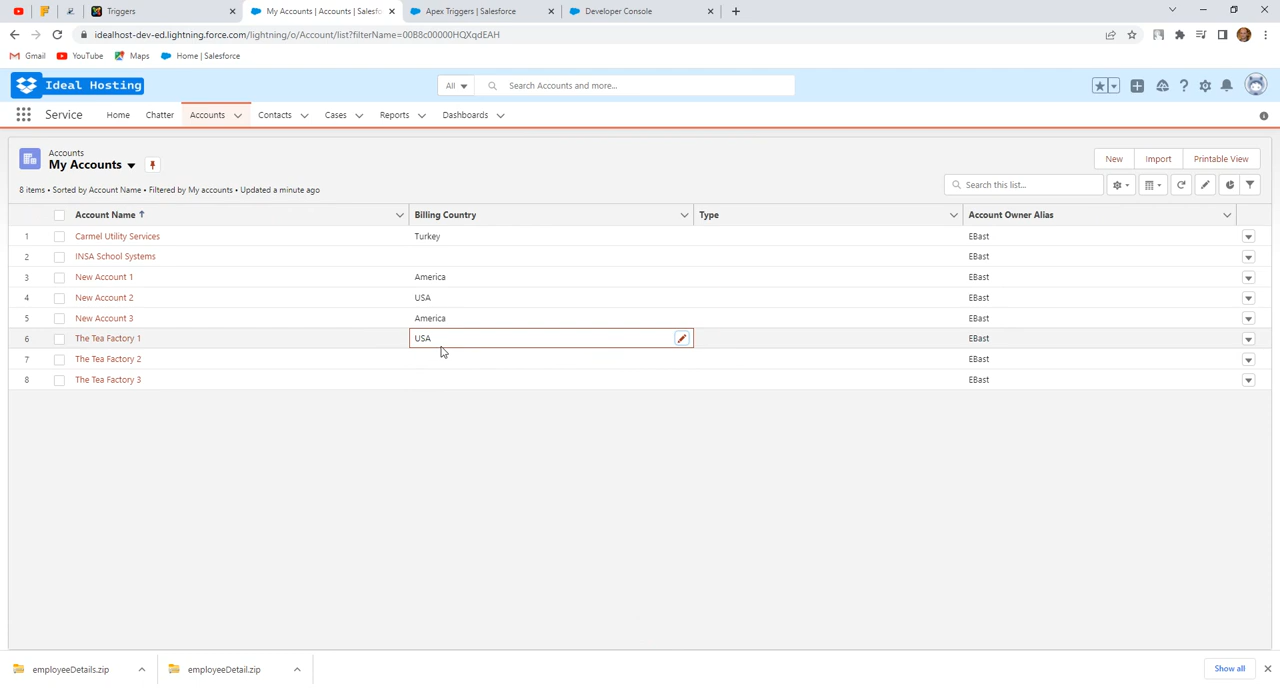 Triggers
My Accounts | Accounts | Salesfo
Apex Triggers | Salesforce
Developer Console
idealhost-dev-ed.lightning.force.com/lightning/o/Account/list?filterName=00B8c00000HQXqdEAH
Gmail YouTube Maps Home | Salesforce
Ideal Hosting
All Search Accounts and more...
Service Home Chatter Accounts Contacts Cases Reports Dashboards
Accounts
My Accounts
New Import Printable View
8 items • Sorted by Account Name • Filtered by My accounts • Updated a minute ago
Search this list...
Account Name Billing Country Type Account Owner Alias
1 Carmel Utility Services Turkey EBast
2 INSA School Systems EBast
3 New Account 1 America EBast
4 New Account 2 USA EBast
5 New Account 3 America EBast
6 The Tea Factory 1 USA EBast
7 The Tea Factory 2 EBast
8 The Tea Factory 3 EBast
employeeDetails.zip employeeDetail.zip Show all